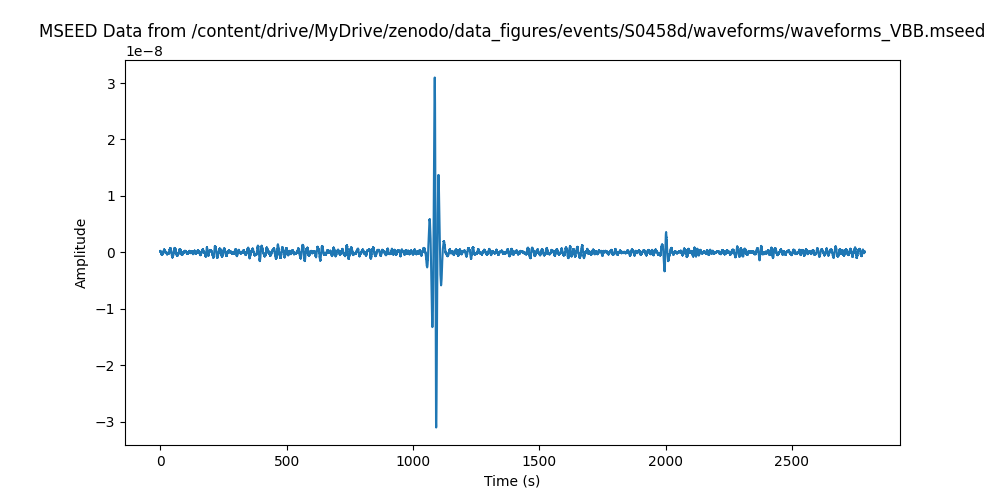 MSEED Data from /content/drive/MyDrive/zenodo/data_figures/events/S0458d/waveforms/waveforms_VBB.mseed
1e−8
3
2
1
0
−1
−2
−3
Amplitude
0 500 1000 1500 2000 2500
Time (s)